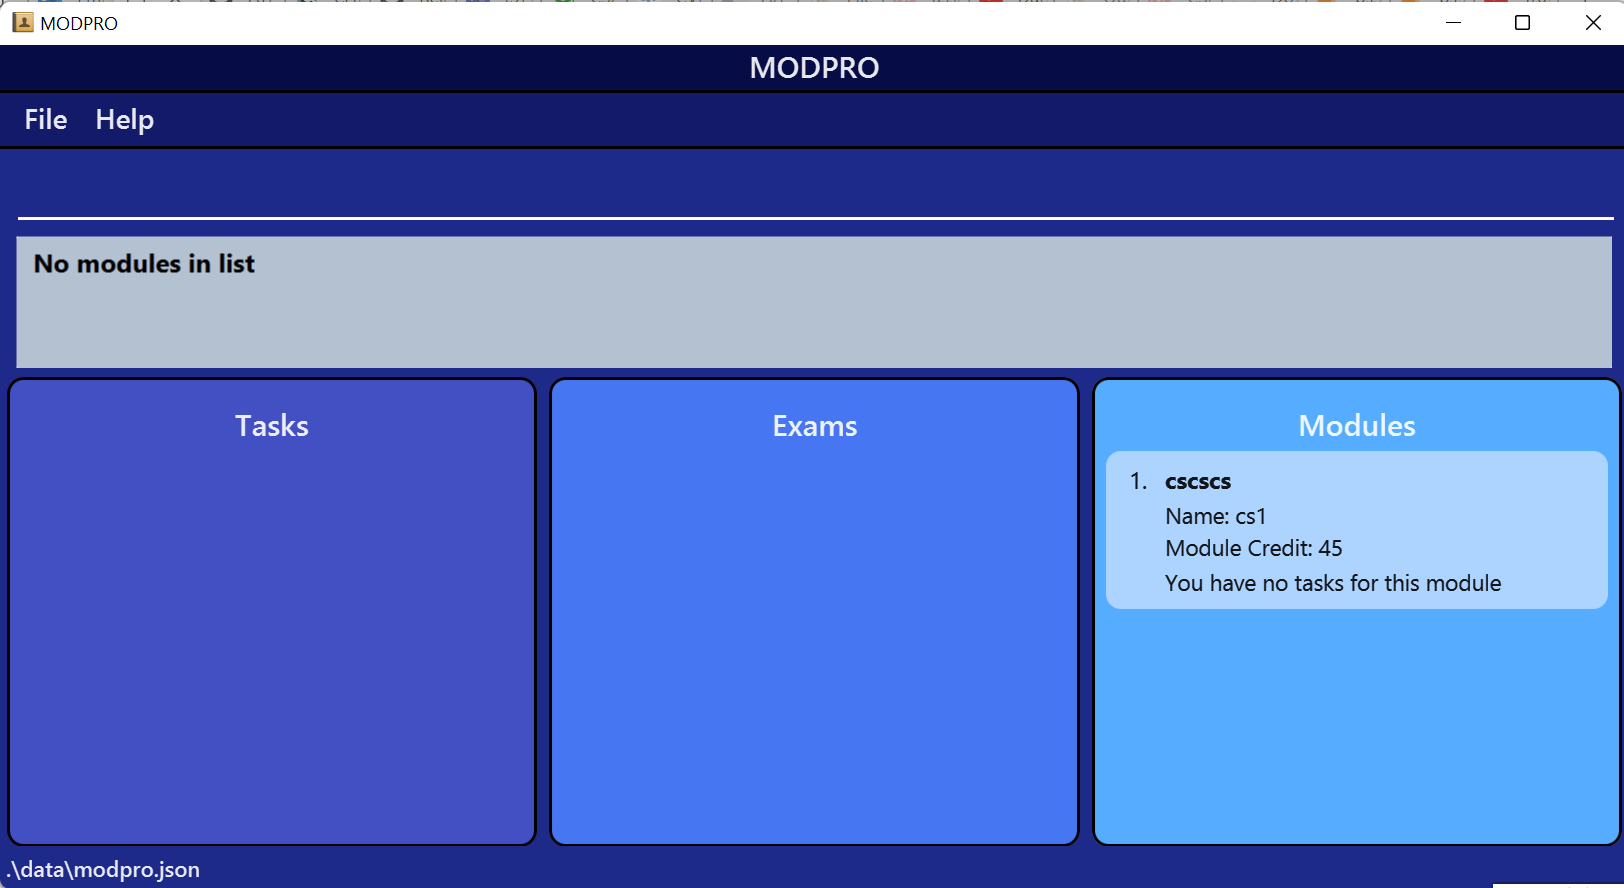 MODPRO
MODPRO
File Help
No modules in list
Tasks
Exams
Modules
1. cscscs
Name: cs1
Module Credit: 45
You have no tasks for this module
.\data\modpro.json